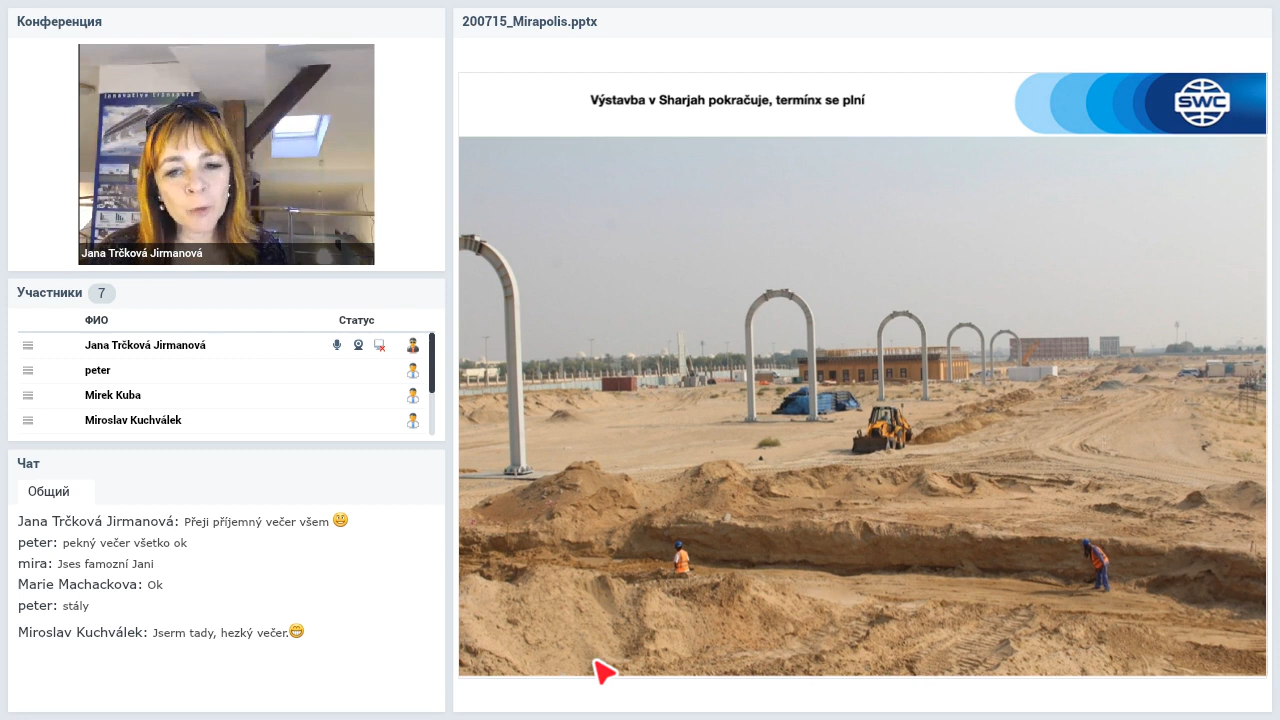 Конференция
Innovative transport
Jana Trčková Jirmanová
Участники 7
ФИО Статус
Jana Trčková Jirmanová
peter
Mirek Kuba
Miroslav Kuchválek
Чат
Общий
Jana Trčková Jirmanová: Přeji příjemný večer všem
peter: pekný večer všetko ok
mira: Jses famozní Jani
Marie Machackova: Ok
peter: stály
Miroslav Kuchválek: Jserm tady, hezký večer.
200715_Mirapolis.pptx
Výstavba v Sharjah pokračuje, termínx se plní
SWC